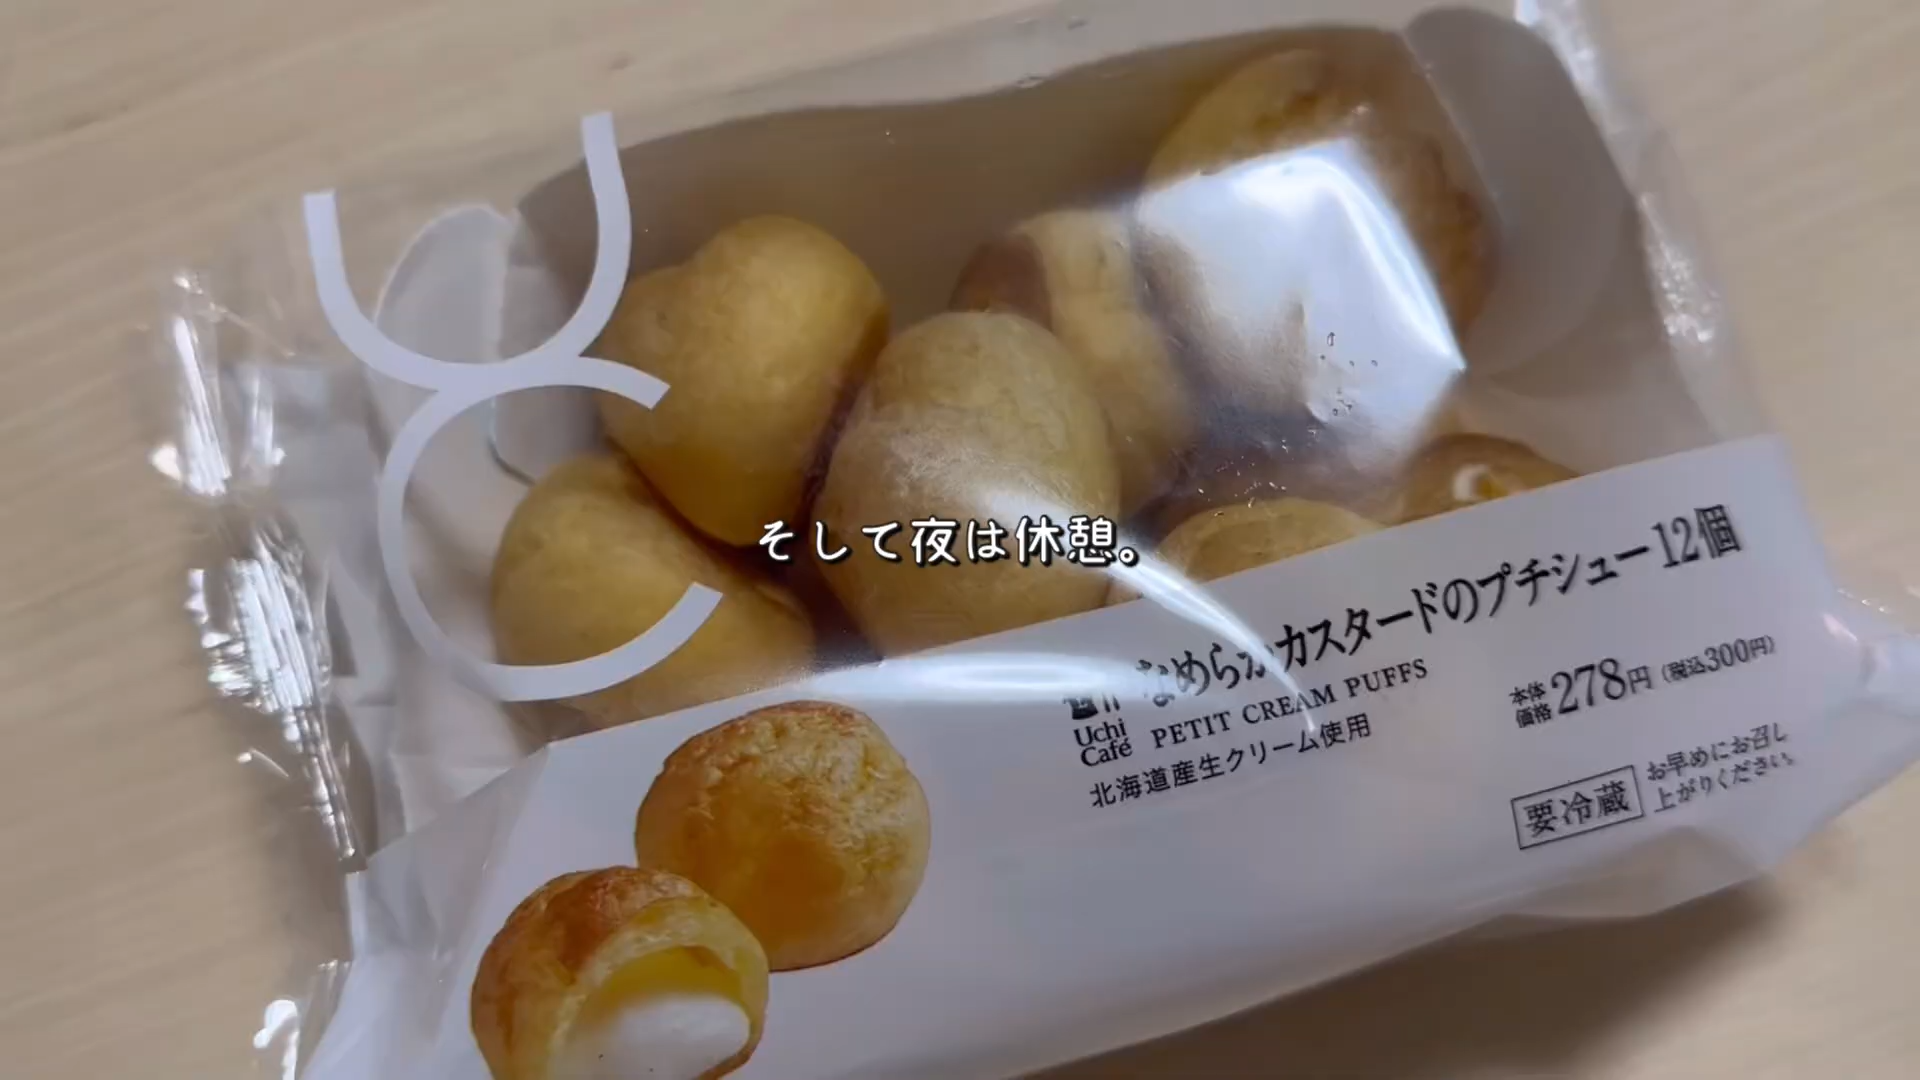 UC
そして夜は休憩。
なめらかカスタードのプチシュー12個
Uchi
Café
PETIT CREAM PUFFS
北海道産生クリーム使用
本体
価格278円(税込300円)
要冷蔵
お早めにお召し
上がりください。